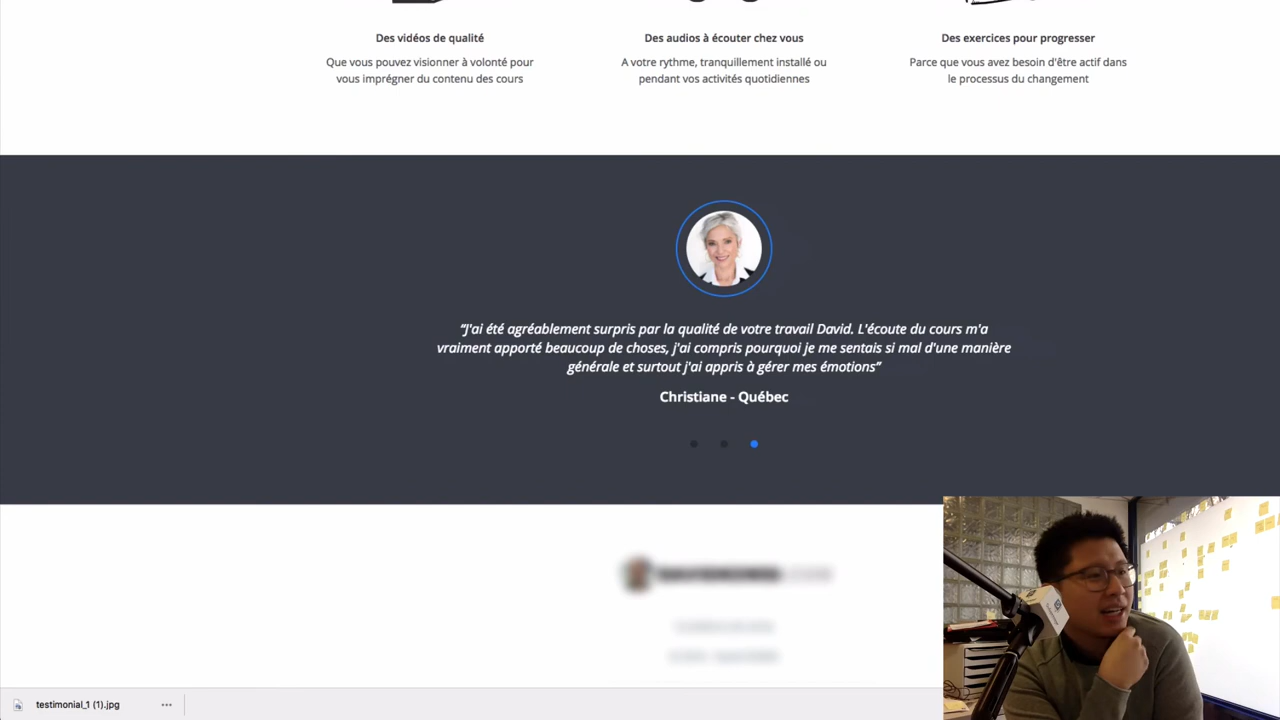 Des vidéos de qualité
Que vous pouvez visionner à volonté pour
vous imprégner du contenu des cours
Des audios à écouter chez vous
A votre rythme, tranquillement installé ou
pendant vos activités quotidiennes
Des exercices pour progresser
Parce que vous avez besoin d'être actif dans
le processus du changement
“J'ai été agréablement surpris par la qualité de votre travail David. L'écoute du cours m'a
vraiment apporté beaucoup de choses, j'ai compris pourquoi je me sentais si mal d'une manière
générale et surtout j'ai appris à gérer mes émotions”
Christiane - Québec
testimonial_1 (1).jpg